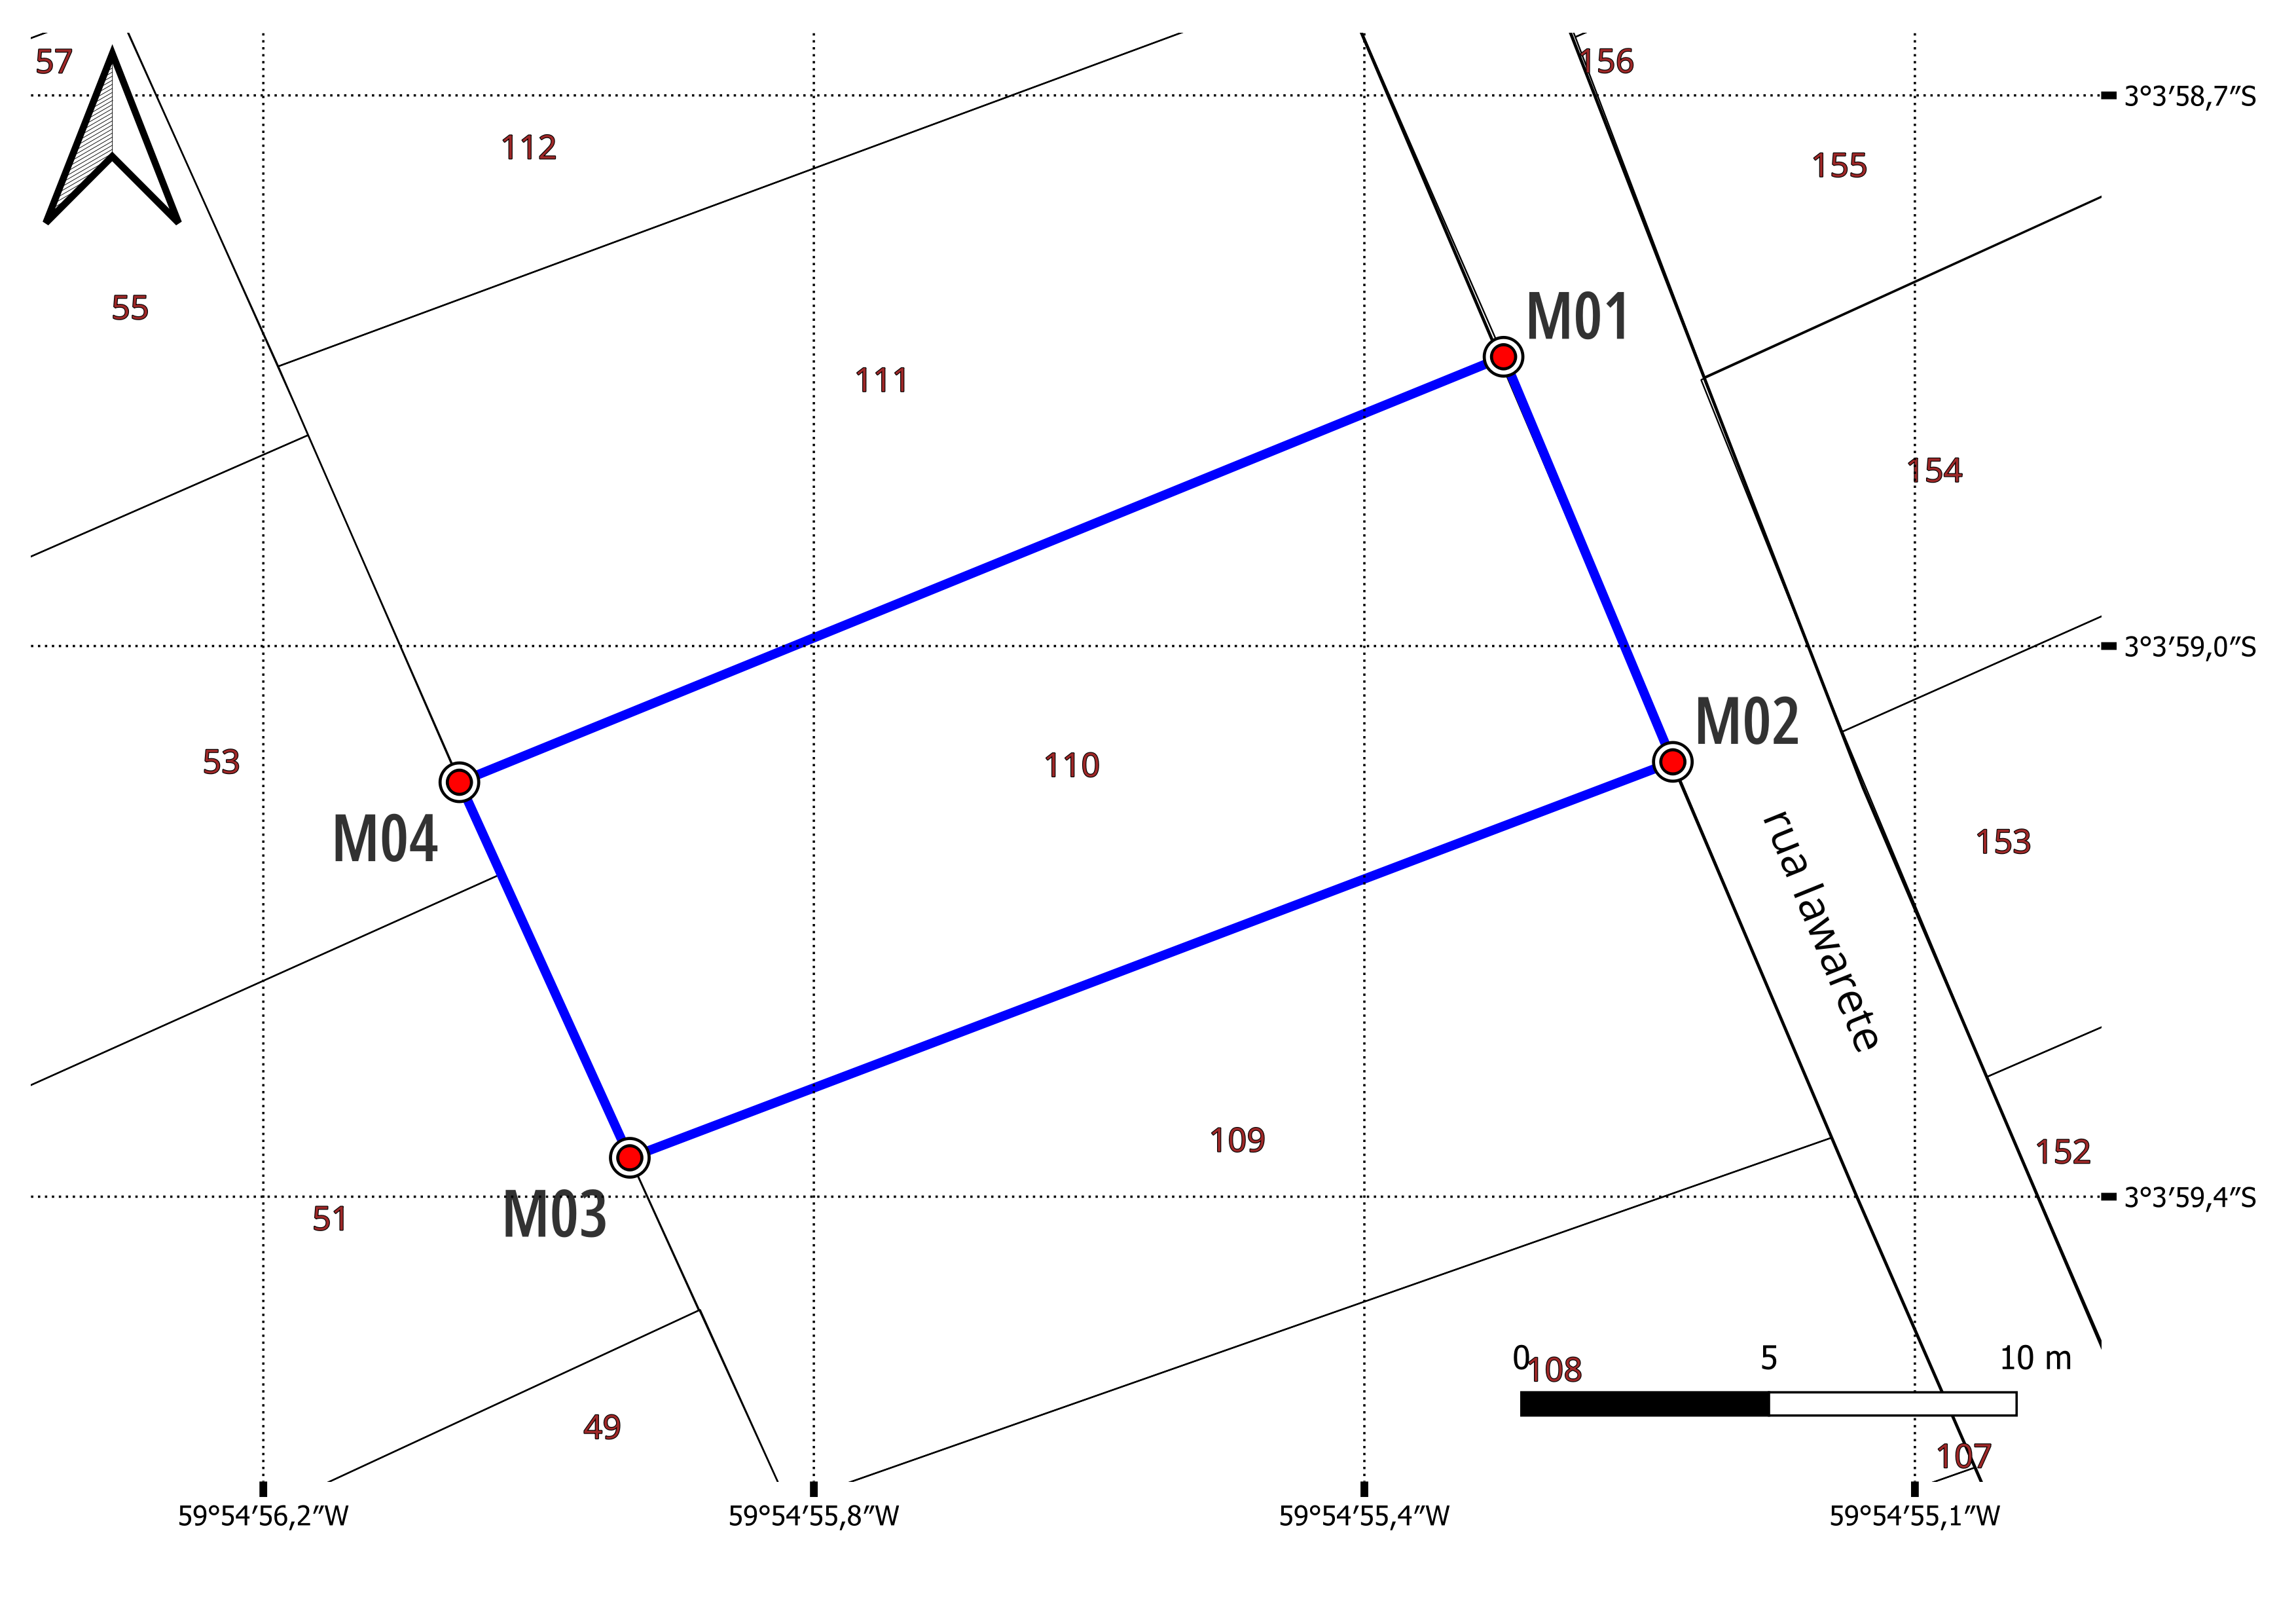 57
156
3°3′58,7″S
112
155
55
M01
111
154
3°3′59,0″S
M02
53
110
M04
153
rua Iawarete
109
152
3°3′59,4″S
M03
51
0 5 10 m
108
49
107
59°54′56,2″W 59°54′55,8″W 59°54′55,4″W 59°54′55,1″W